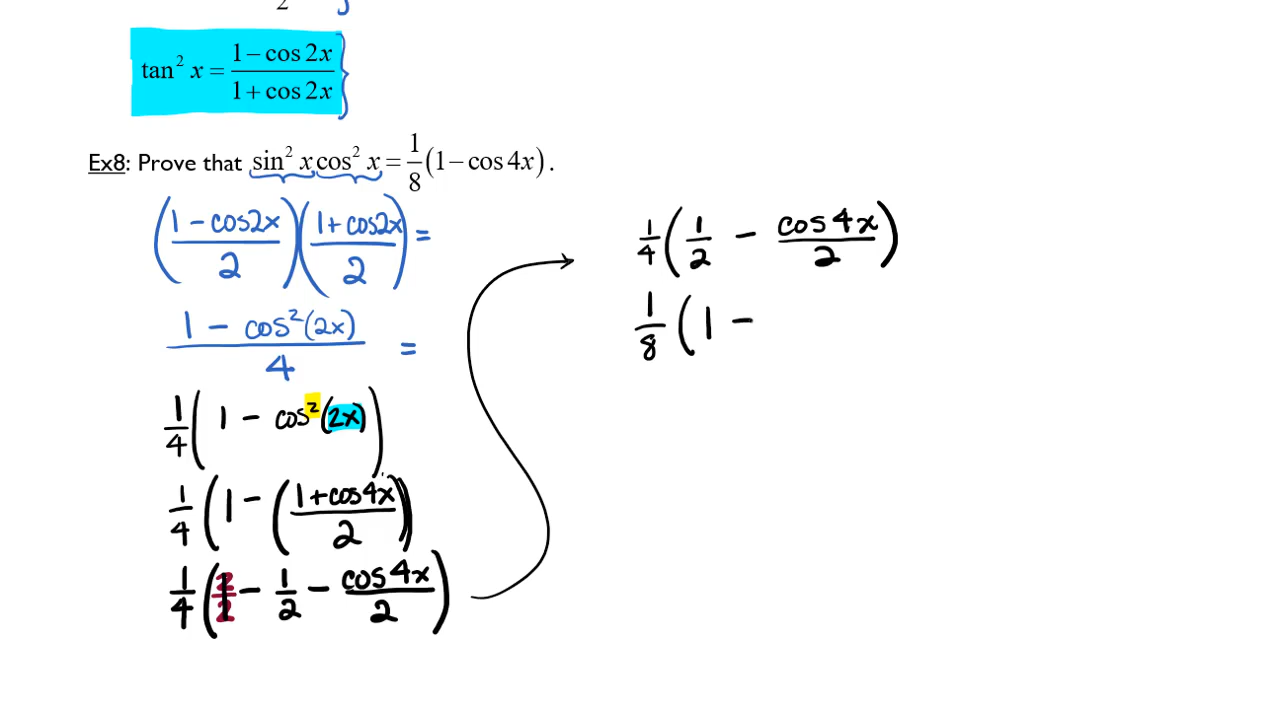 2
tan² x = (1 − cos 2x)/(1 + cos 2x)
Ex8: Prove that sin² x cos² x = 1/8 (1 − cos 4x).
((1 − cos2x)/2)((1 + cos2x)/2) =
(1 − cos²(2x))/4 =
1/4 (1 − cos²(2x))
1/4 (1 − ((1 + cos4x)/2))
1/4 (2/2 − 1/2 − cos4x/2)
1/4 (1/2 − cos4x/2)
1/8 (1 −